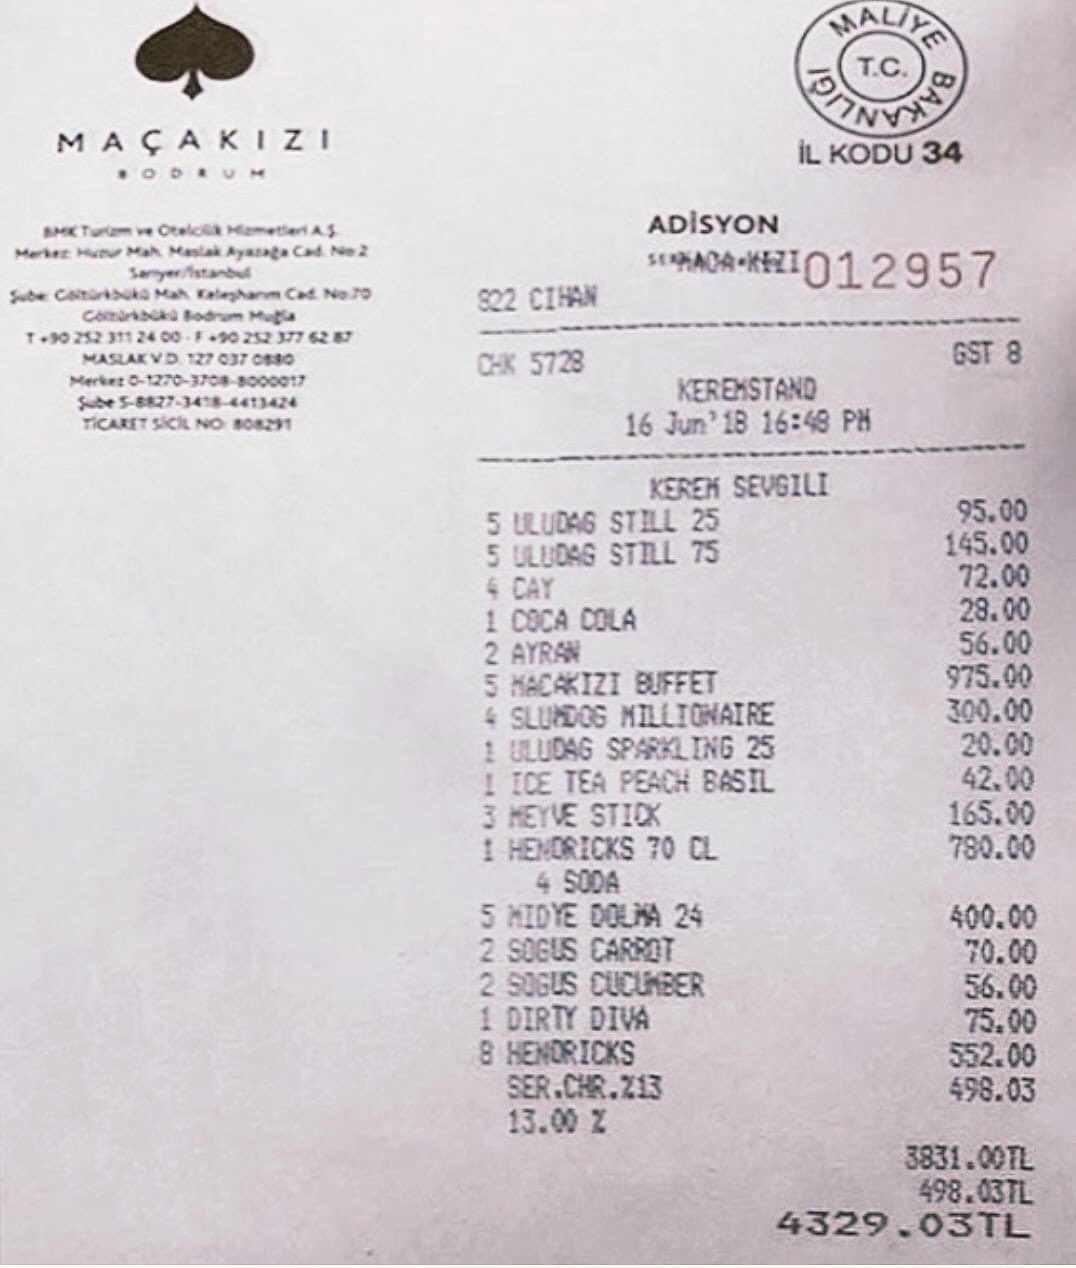 MAÇAKIZI
BODRUM
BMK Turizm ve Otelcilik Hizmetleri A.Ş.
Merkez: Huzur Mah. Maslak Ayazağa Cad. No:2
Sarıyer/İstanbul
Şube: Göltürkbükü Mah. Keleşharım Cad. No:70
Göltürkbükü Bodrum Muğla
T +90 252 311 24 00 - F +90 252 377 62 87
MASLAK V.D. 127 037 0880
Merkez 0-1270-3708-8000017
Şube 5-8827-3418-4413424
TİCARET SİCİL NO: 808291
MALİYE BAKANLIĞI
T.C.
İL KODU 34
ADİSYON
012957
822 CIHAN
CHK 5728 GST 8
KEREMSTAND
16 Jun'18 16:48 PM
KEREM SEVGILI
5 ULUDAG STILL 25 95.00
5 ULUDAG STILL 75 145.00
4 CAY 72.00
1 COCA COLA 28.00
2 AYRAN 56.00
5 MACAKIZI BUFFET 975.00
4 SLUMDOG MILLIONAIRE 300.00
1 ULUDAG SPARKLING 25 20.00
1 ICE TEA PEACH BASIL 42.00
3 MEYVE STICK 165.00
1 HENDRICKS 70 CL 780.00
4 SODA
5 MIDYE DOLMA 24 400.00
2 SOGUS CARROT 70.00
2 SOGUS CUCUMBER 56.00
1 DIRTY DIVA 75.00
8 HENDRICKS 552.00
SER.CHR.%13 498.03
13.00 %
3831.00TL
498.03TL
4329.03TL